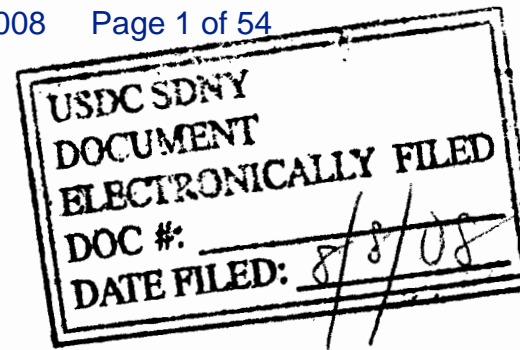 008 Page 1 of 54
USDC SDNY
DOCUMENT
ELECTRONICALLY FILED
DOC #:
DATE FILED: 8/8/08